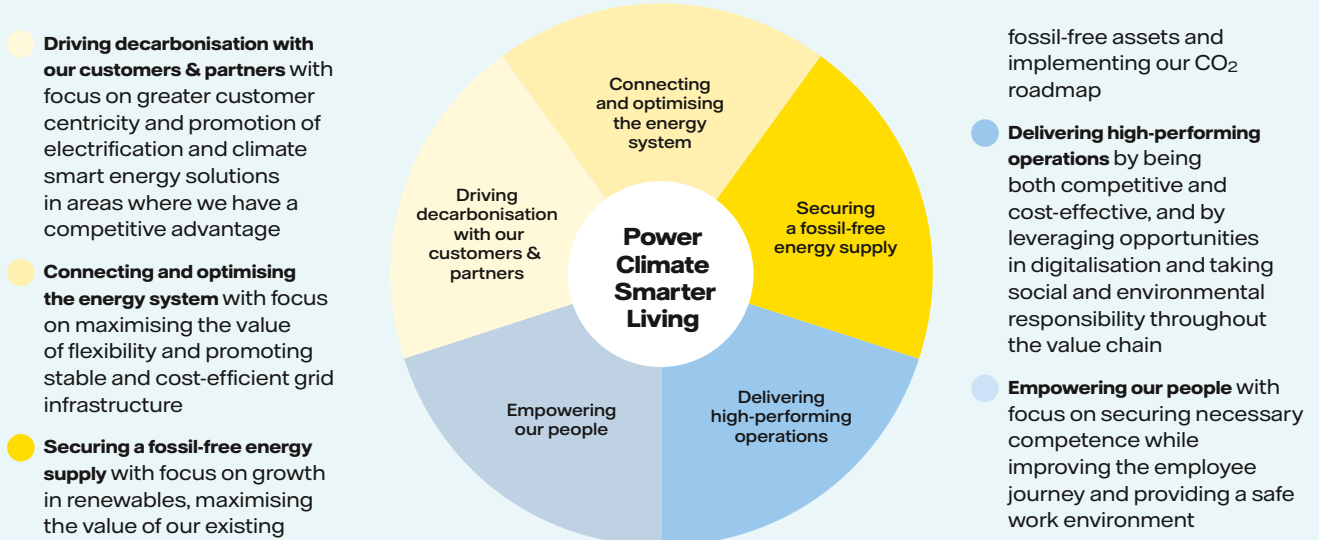 Driving decarbonisation with
our customers & partners with
focus on greater customer
centricity and promotion of
electrification and climate
smart energy solutions
in areas where we have a
competitive advantage
Connecting and optimising
the energy system with focus
on maximising the value
of flexibility and promoting
stable and cost-efficient grid
infrastructure
Securing a fossil-free energy
supply with focus on growth
in renewables, maximising
the value of our existing
Connecting
and optimising
the energy
system
Driving
decarbonisation
with our
customers &
partners
Securing
a fossil-free
energy supply
Power
Climate
Smarter
Living
Empowering
our people
Delivering
high-performing
operations
fossil-free assets and
implementing our CO₂
roadmap
Delivering high-performing
operations by being
both competitive and
cost-effective, and by
leveraging opportunities
in digitalisation and taking
social and environmental
responsibility throughout
the value chain
Empowering our people with
focus on securing necessary
competence while
improving the employee
journey and providing a safe
work environment